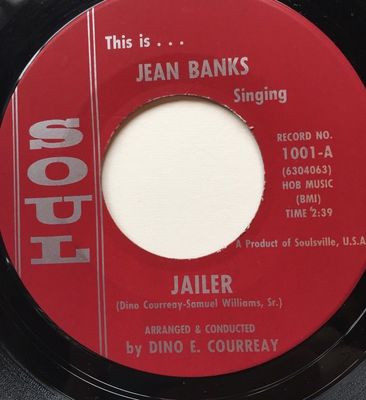 This is . . .
JEAN BANKS
Singing
SOUL
RECORD NO.
1001-A
(6304063)
HOB MUSIC
(BMI)
TIME 2:39
A Product of Soulsville, U.S.A.
JAILER
(Dino Courreay-Samuel Williams, Sr.)
ARRANGED & CONDUCTED
by DINO E. COURREAY